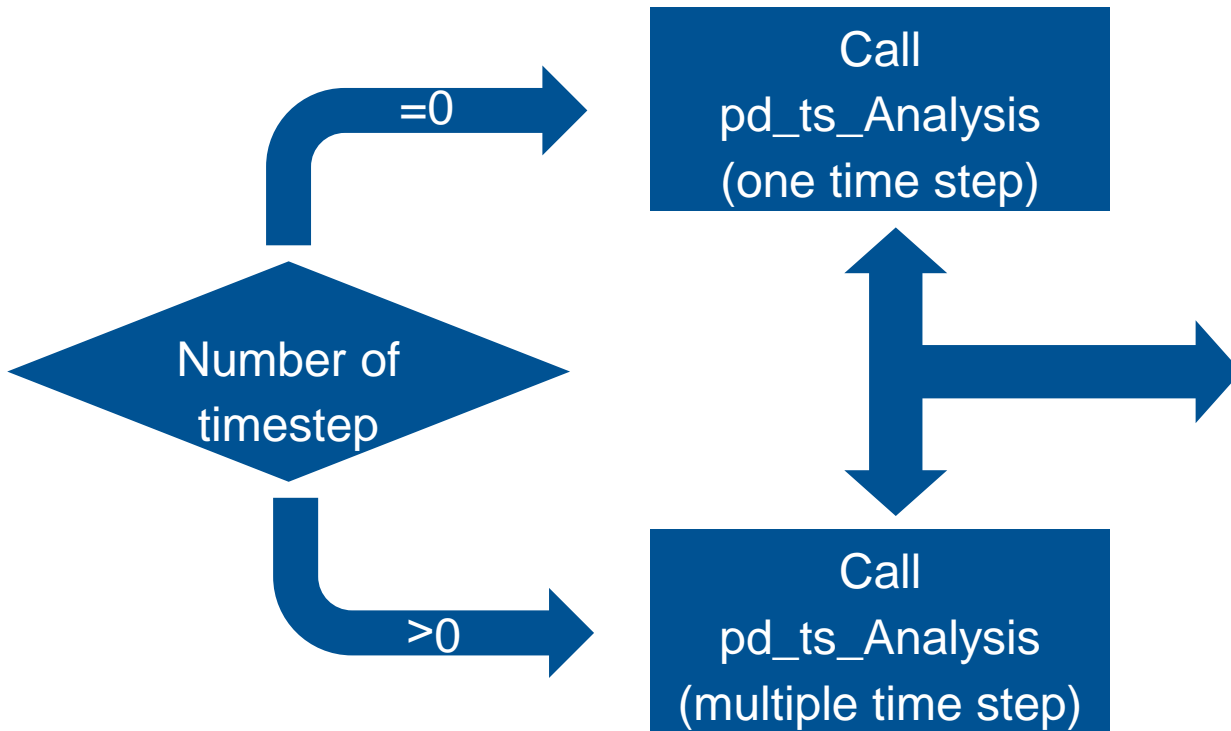 =0
Call
pd_ts_Analysis
(one time step)
Number of
timestep
>0
Call
pd_ts_Analysis
(multiple time step)